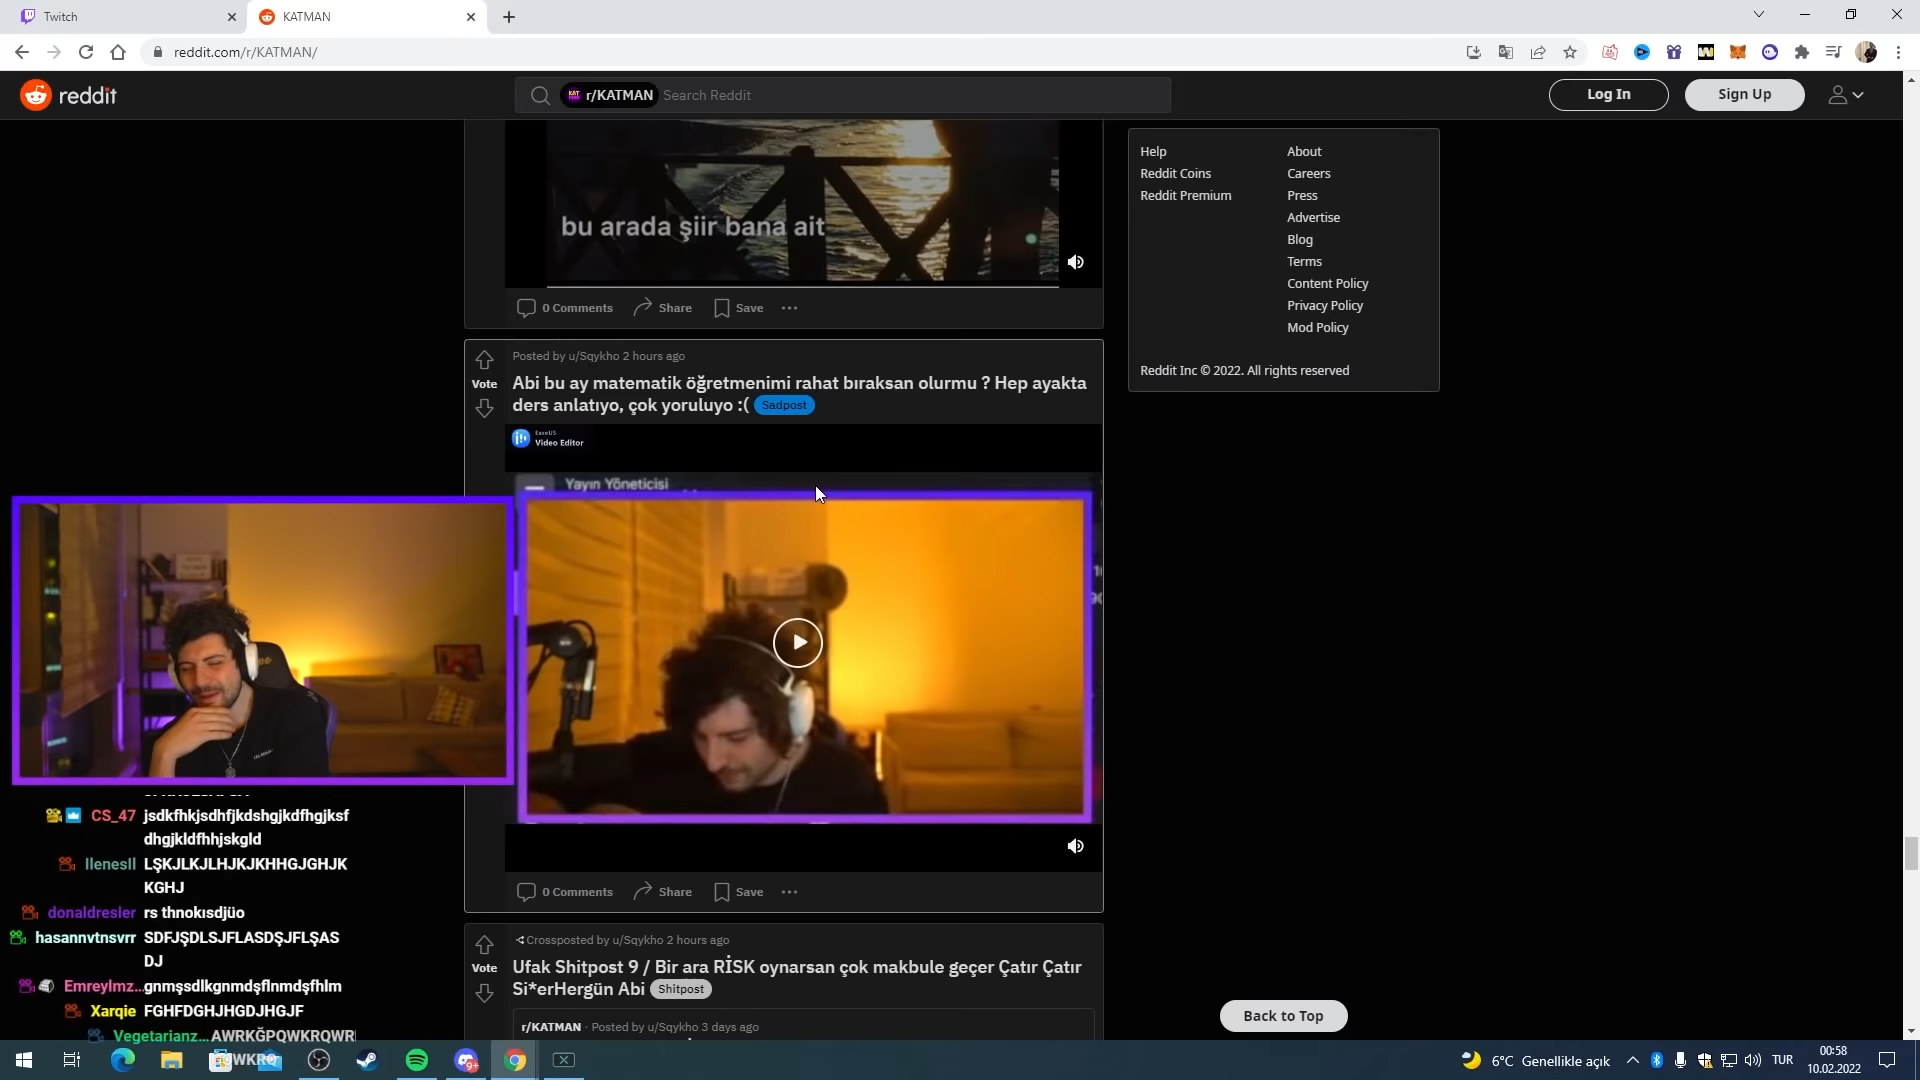 Twitch
KATMAN
reddit.com/r/KATMAN/
reddit
r/KATMAN Search Reddit
Log In
Sign Up
bu arada şiir bana ait
0 Comments Share Save
Help
About
Reddit Coins
Careers
Reddit Premium
Press
Advertise
Blog
Terms
Content Policy
Privacy Policy
Mod Policy
Reddit Inc © 2022. All rights reserved
Posted by u/Sqykho 2 hours ago
Vote
Abi bu ay matematik öğretmenimi rahat bıraksan olurmu ? Hep ayakta
ders anlatıyo, çok yoruluyo :( Sadpost
EaseUS
Video Editor
Yayın Yöneticisi
0 Comments Share Save
CS_47 jsdkfhkjsdhfjkdshgjkdfhgjksf
dhgjkldfhhjskgld
IlenesII LŞKJLKJLHJKJKHHGJGHJK
KGHJ
donaldresler rs thnokısdjüo
hasannvtnsvrr SDFJŞDLSJFLASDŞJFLŞAS
DJ
Emreylmz... gnmşsdlkgnmdşflnmdşfhlm
Xarqie FGHFDGHJHGDJHGJF
Vegetarianz... AWRKĞPQWKRQWR
QWKRQ
Crossposted by u/Sqykho 2 hours ago
Vote
Ufak Shitpost 9 / Bir ara RİSK oynarsan çok makbule geçer Çatır Çatır
Si*erHergün Abi Shitpost
r/KATMAN · Posted by u/Sqykho 3 days ago
Back to Top
6°C Genellikle açık
TUR
00:58
10.02.2022